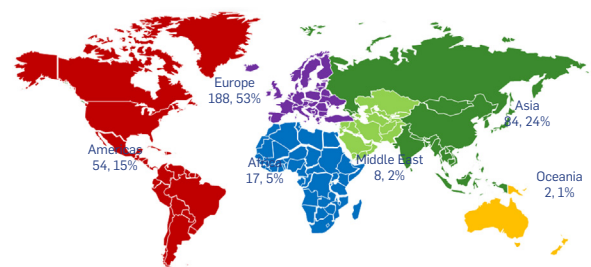 Europe
188, 53%
Asia
84, 24%
Americas
54, 15%
Africa
17, 5%
Middle East
8, 2%
Oceania
2, 1%